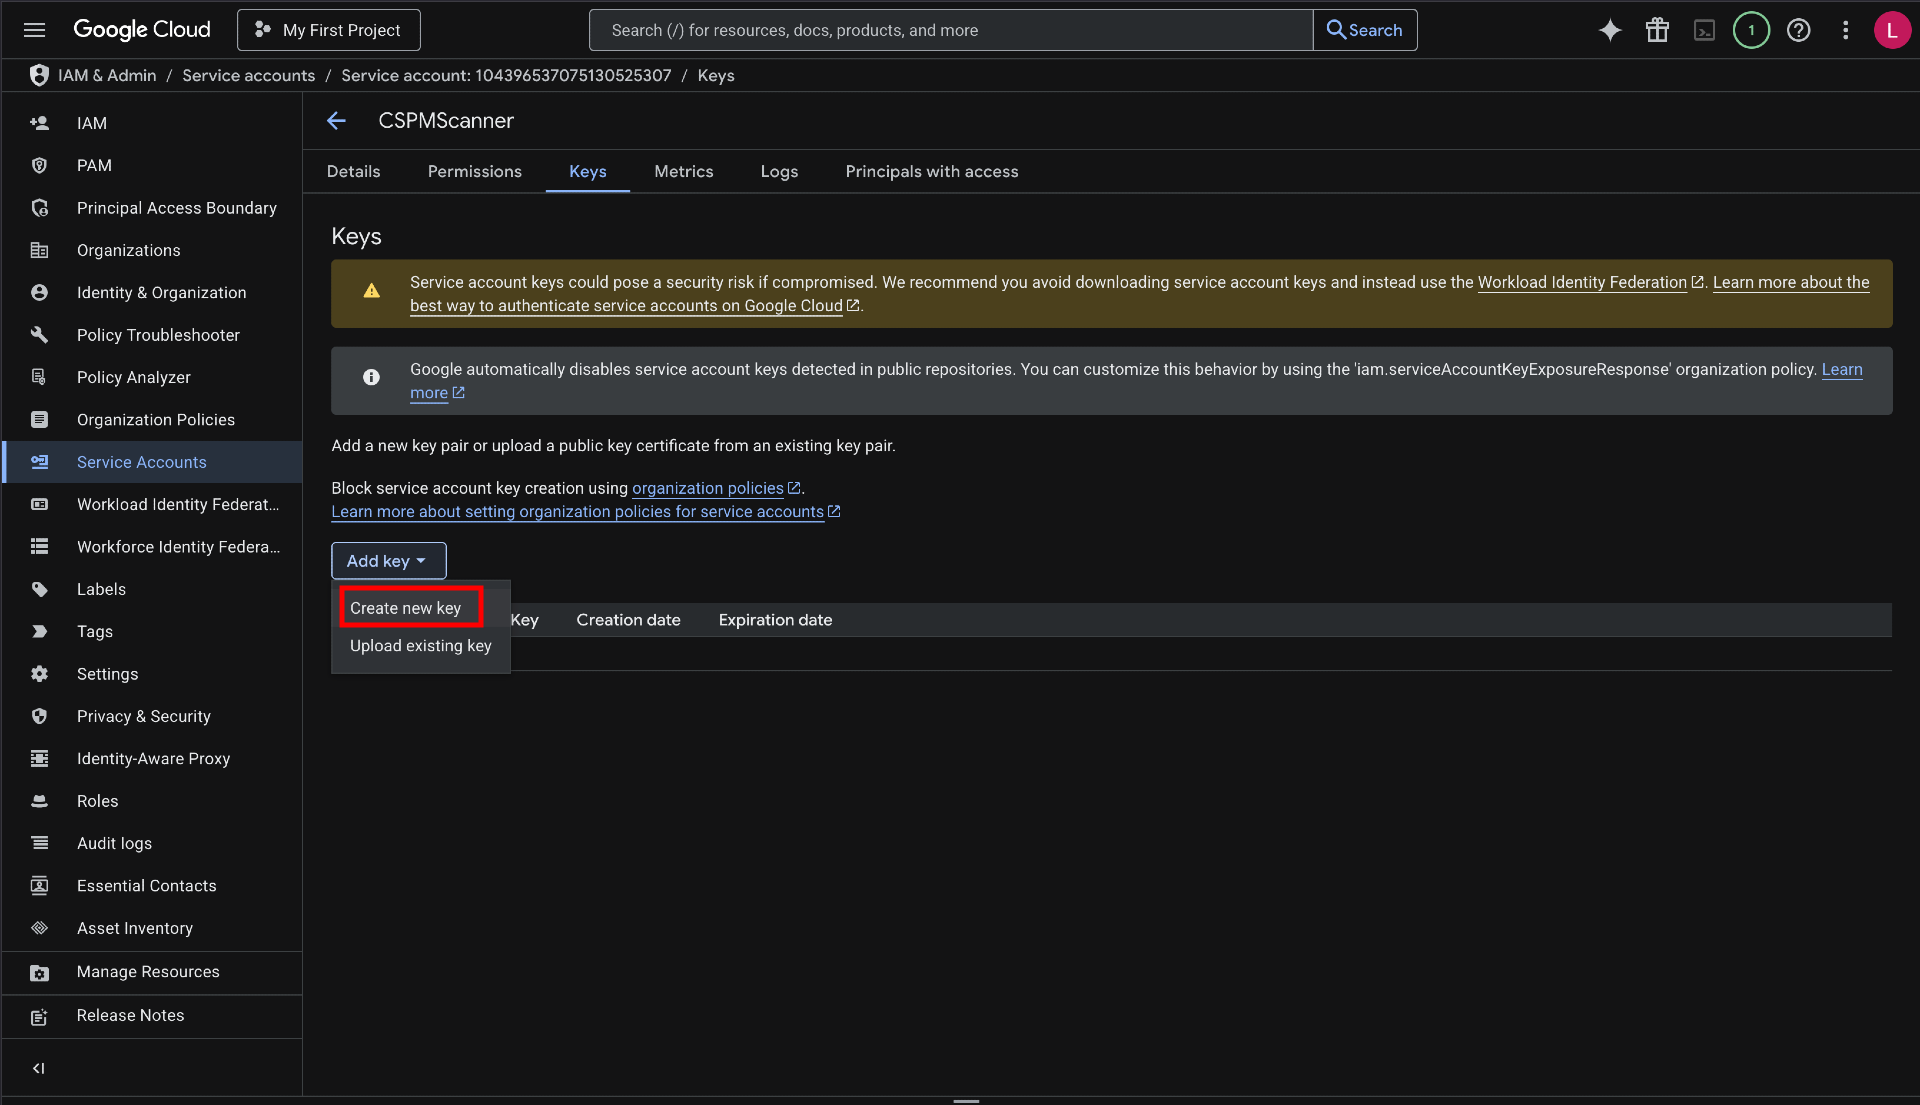 Google Cloud
My First Project
Search (/) for resources, docs, products, and more
Search
1
L
IAM & Admin / Service accounts / Service account: 104396537075130525307 / Keys
IAM
PAM
Principal Access Boundary
Organizations
Identity & Organization
Policy Troubleshooter
Policy Analyzer
Organization Policies
Service Accounts
Workload Identity Federat...
Workforce Identity Federa...
Labels
Tags
Settings
Privacy & Security
Identity-Aware Proxy
Roles
Audit logs
Essential Contacts
Asset Inventory
Manage Resources
Release Notes
CSPMScanner
Details Permissions Keys Metrics Logs Principals with access
Keys
Service account keys could pose a security risk if compromised. We recommend you avoid downloading service account keys and instead use the Workload Identity Federation. Learn more about the
best way to authenticate service accounts on Google Cloud.
Google automatically disables service account keys detected in public repositories. You can customize this behavior by using the 'iam.serviceAccountKeyExposureResponse' organization policy. Learn
more
Add a new key pair or upload a public key certificate from an existing key pair.
Block service account key creation using organization policies.
Learn more about setting organization policies for service accounts
Add key
Create new key
Upload existing key
Key Creation date Expiration date